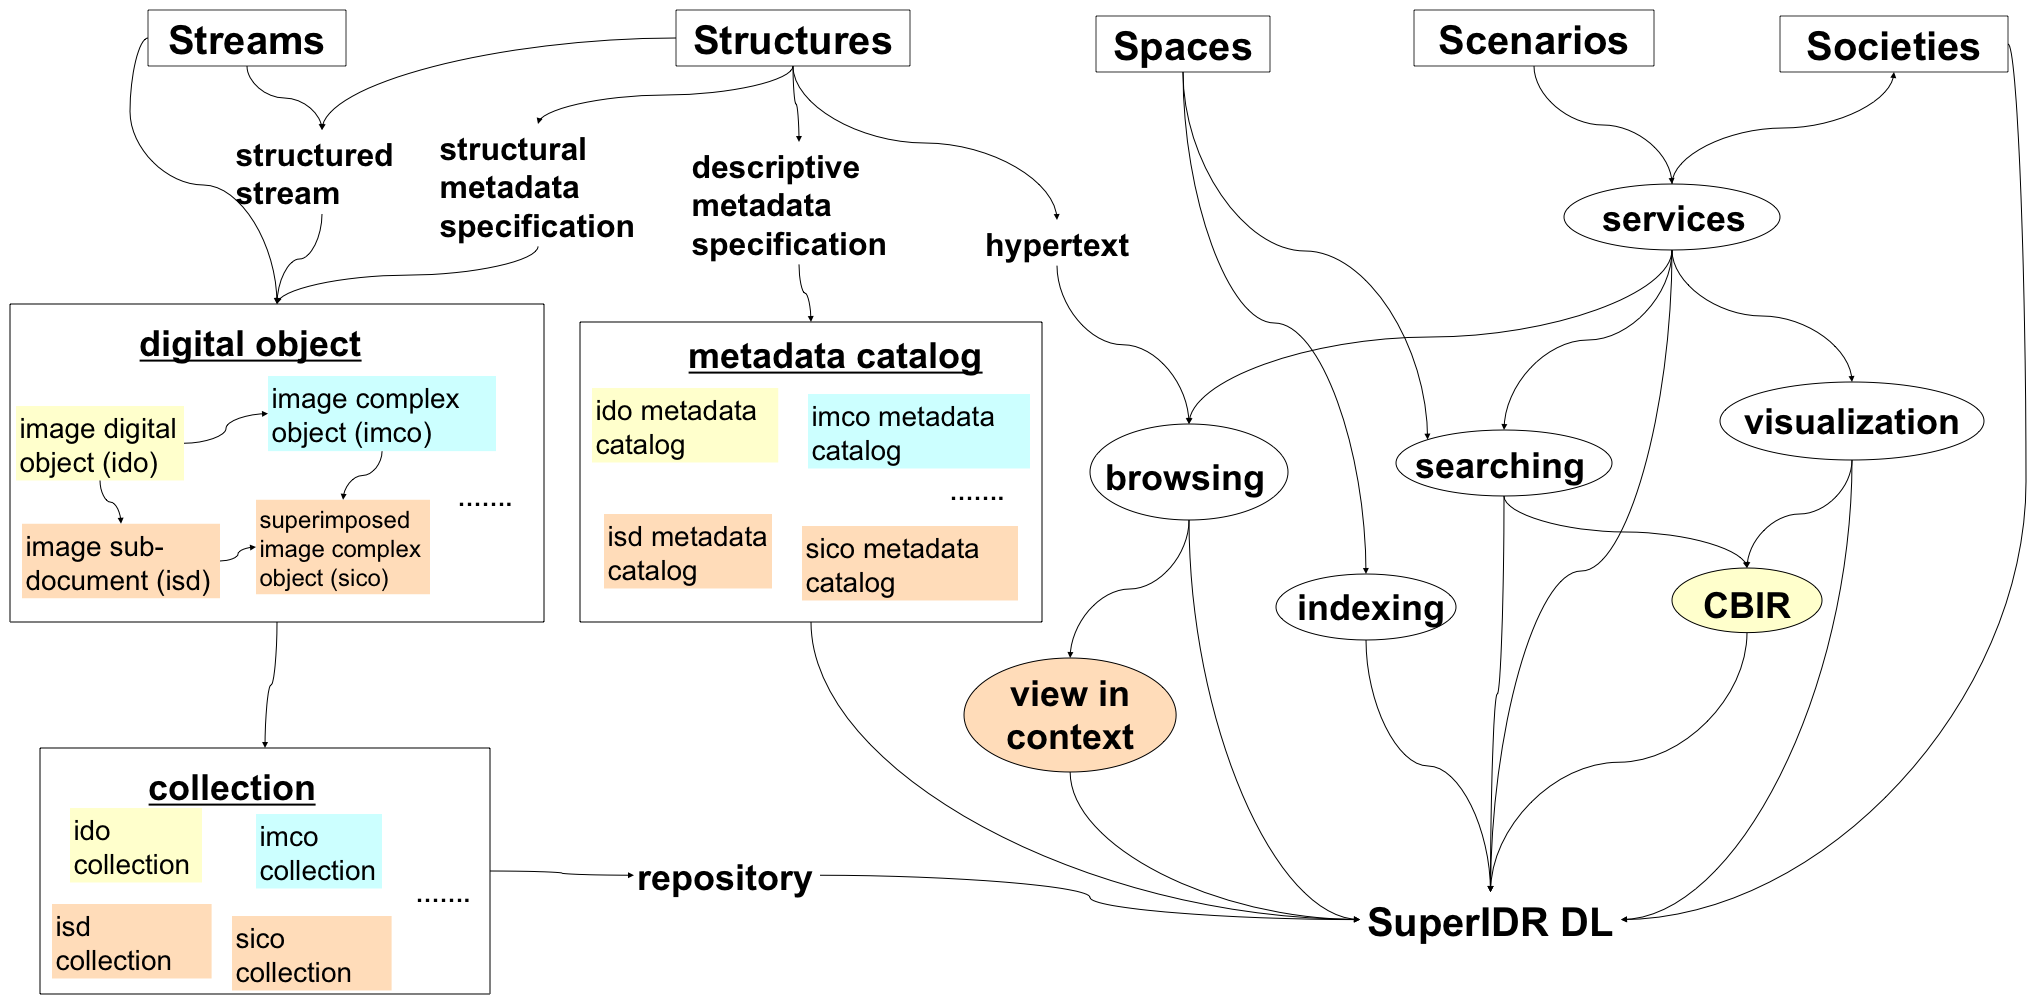 Streams
Structures
Spaces
Scenarios
Societies
structured
stream
structural
metadata
specification
descriptive
metadata
specification
hypertext
services
digital object
image digital
object (ido)
image complex
object (imco)
image sub-
document (isd)
superimposed
image complex
object (sico)
.......
metadata catalog
ido metadata
catalog
imco metadata
catalog
.......
isd metadata
catalog
sico metadata
catalog
browsing
searching
visualization
indexing
CBIR
view in
context
collection
ido
collection
imco
collection
.......
isd
collection
sico
collection
repository
SuperIDR DL